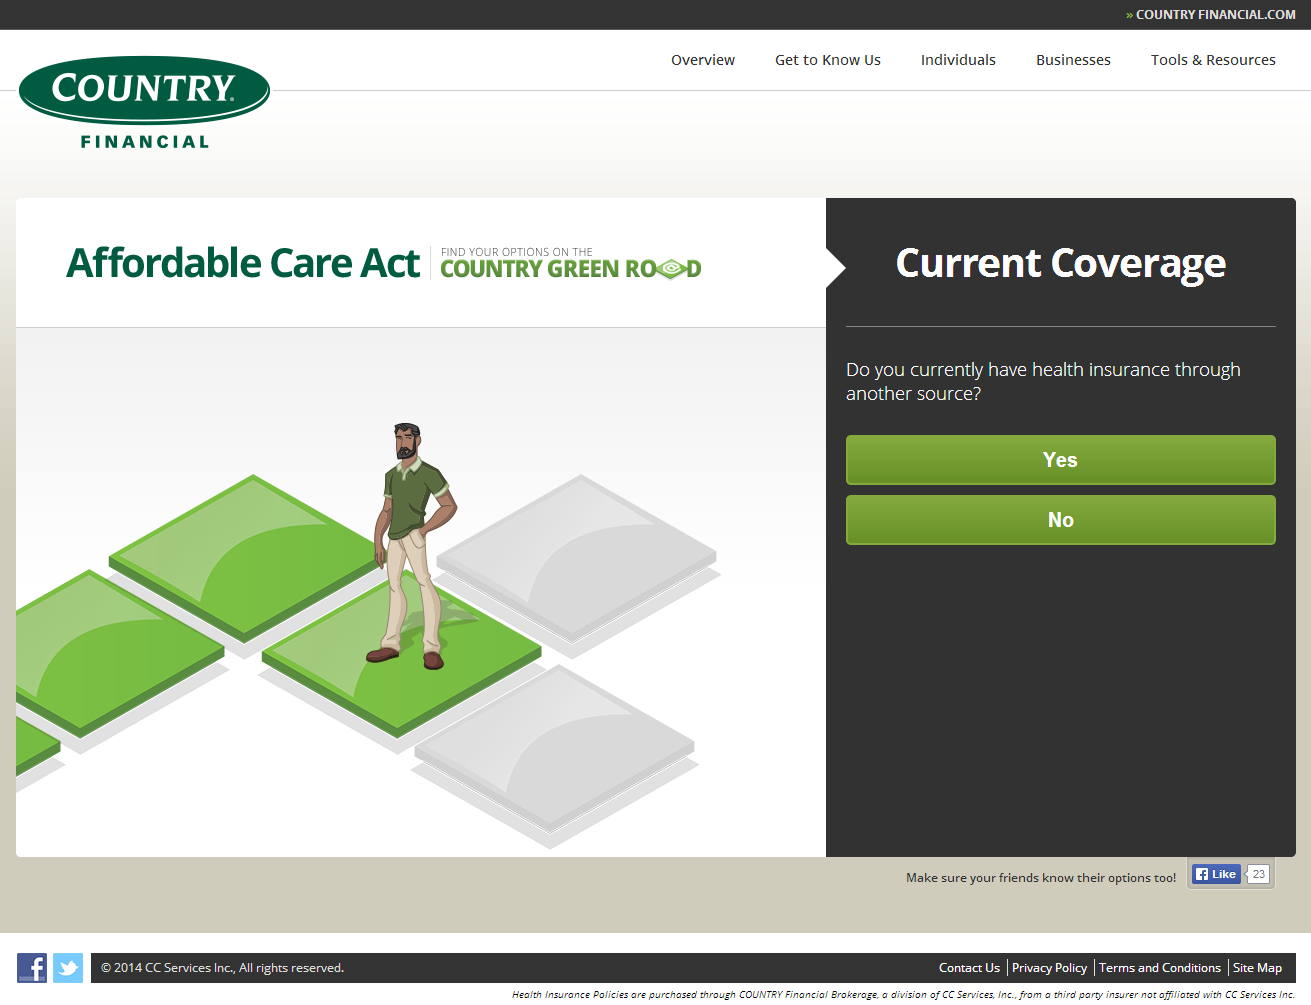 » COUNTRY FINANCIAL.COM
Overview Get to Know Us Individuals Businesses Tools & Resources
COUNTRY®
FINANCIAL
Affordable Care Act
FIND YOUR OPTIONS ON THE
COUNTRY GREEN ROAD
Current Coverage
Do you currently have health insurance through
another source?
Yes
No
Make sure your friends know their options too!
Like 23
© 2014 CC Services Inc., All rights reserved.
Contact Us Privacy Policy Terms and Conditions Site Map
Health Insurance Policies are purchased through COUNTRY Financial Brokerage, a division of CC Services, Inc., from a third party insurer not affiliated with CC Services Inc.